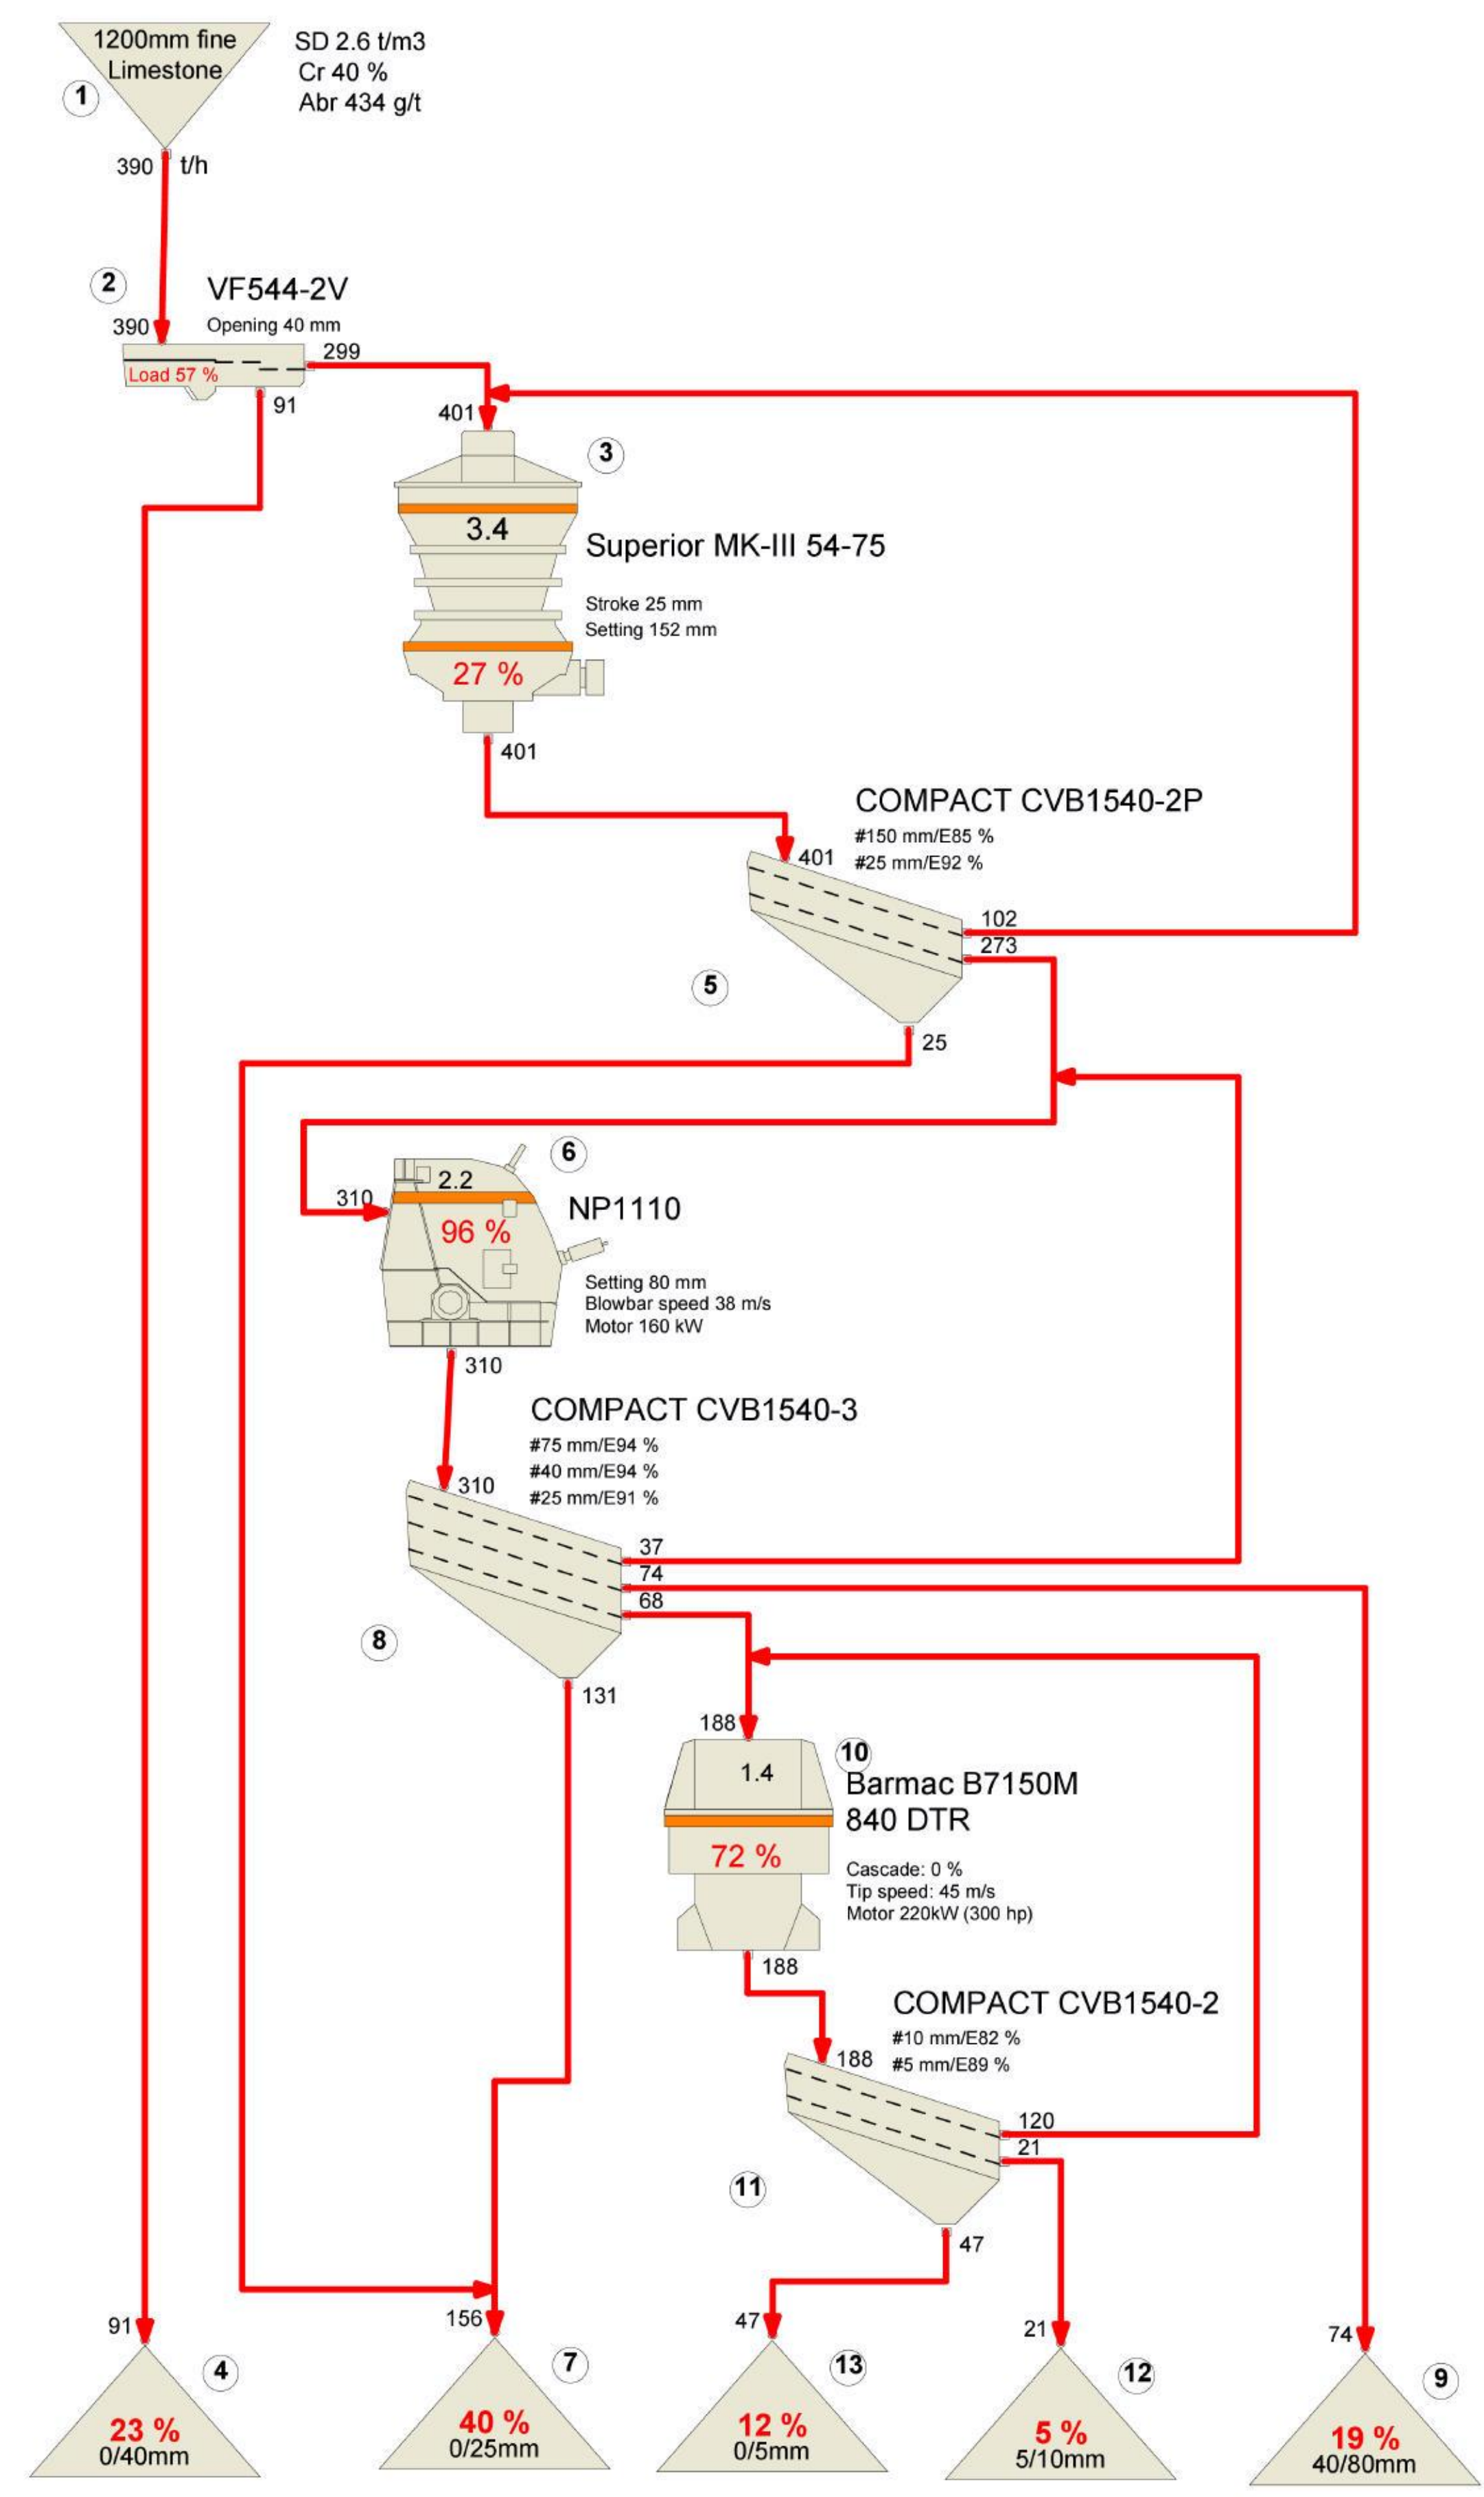 1200mm fine
Limestone
SD 2.6 t/m3
Cr 40 %
Abr 434 g/t
1
390 t/h
2
VF544-2V
390
Opening 40 mm
299
Load 57 %
91
401
3
3.4
Superior MK-III 54-75
Stroke 25 mm
Setting 152 mm
27 %
401
COMPACT CVB1540-2P
#150 mm/E85 %
401
#25 mm/E92 %
102
273
5
25
6
2.2
310
NP1110
96 %
Setting 80 mm
Blowbar speed 38 m/s
Motor 160 kW
310
COMPACT CVB1540-3
#75 mm/E94 %
#40 mm/E94 %
310
#25 mm/E91 %
37
74
68
8
131
188
10
1.4
Barmac B7150M
840 DTR
72 %
Cascade: 0 %
Tip speed: 45 m/s
Motor 220kW (300 hp)
188
COMPACT CVB1540-2
#10 mm/E82 %
188
#5 mm/E89 %
120
21
11
47
91
156
47
21
74
4
7
13
12
9
23 %
0/40mm
40 %
0/25mm
12 %
0/5mm
5 %
5/10mm
19 %
40/80mm